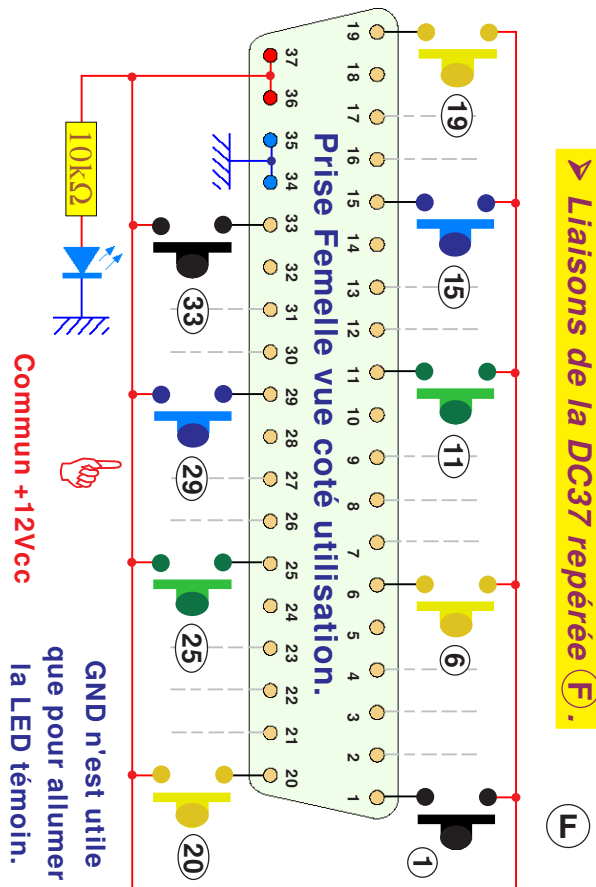 ➤ Liaisons de la DC37 repérée F.
F
19
15
11
6
1
19 18 17 16 15 14 13 12 11 10 9 8 7 6 5 4 3 2 1
Prise Femelle vue coté utilisation.
37 36 35 34 33 32 31 30 29 28 27 26 25 24 23 22 21 20
33
29
25
20
10kΩ
Commun +12Vcc
GND n'est utile
que pour allumer
la LED témoin.